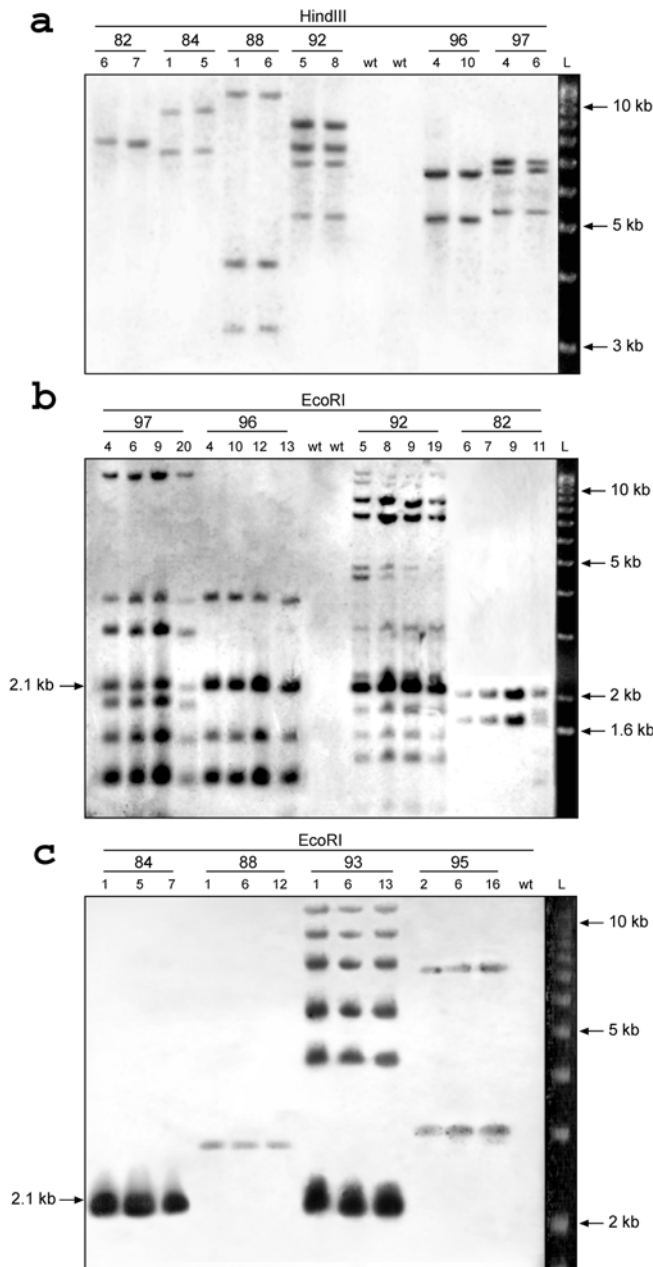 a
HindIII
82 84 88 92 96 97
6 7 1 5 1 6 5 8 wt wt 4 10 4 6 L
10 kb
5 kb
3 kb
b
EcoRI
97 96 92 82
4 6 9 20 4 10 12 13 wt wt 5 8 9 19 6 7 9 11 L
10 kb
5 kb
2.1 kb
2 kb
1.6 kb
c
EcoRI
84 88 93 95
1 5 7 1 6 12 1 6 13 2 6 16 wt L
10 kb
5 kb
2.1 kb
2 kb